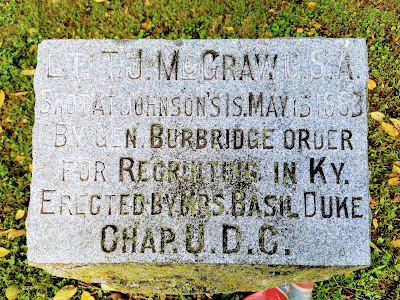 LT. T. J. McGRAW C.S.A.
SHOT AT JOHNSON'S IS. MAY 15 1863
BY GEN. BURBRIDGE ORDER
FOR RECRUITING IN KY.
ERECTED BY MRS. BASIL DUKE
CHAP. U.D.C.